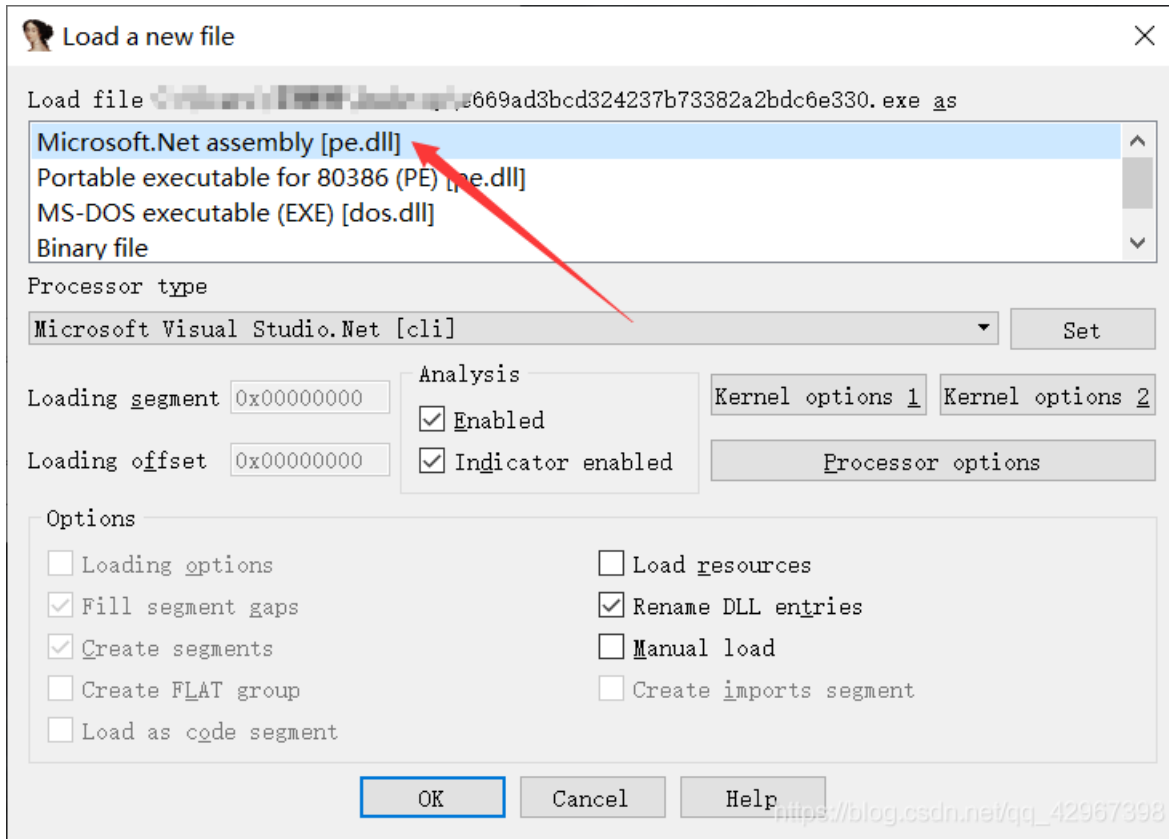 Load a new file
Load file e669ad3bcd324237b73382a2bdc6e330.exe as
Microsoft.Net assembly [pe.dll]
Portable executable for 80386 (PE) [pe.dll]
MS-DOS executable (EXE) [dos.dll]
Binary file
Processor type
Microsoft Visual Studio.Net [cli]
Set
Loading segment 0x00000000
Loading offset 0x00000000
Analysis
Enabled
Indicator enabled
Kernel options 1
Kernel options 2
Processor options
Options
Loading options
Fill segment gaps
Create segments
Create FLAT group
Load as code segment
Load resources
Rename DLL entries
Manual load
Create imports segment
OK
Cancel
Help
https://blog.csdn.net/qq_42967398